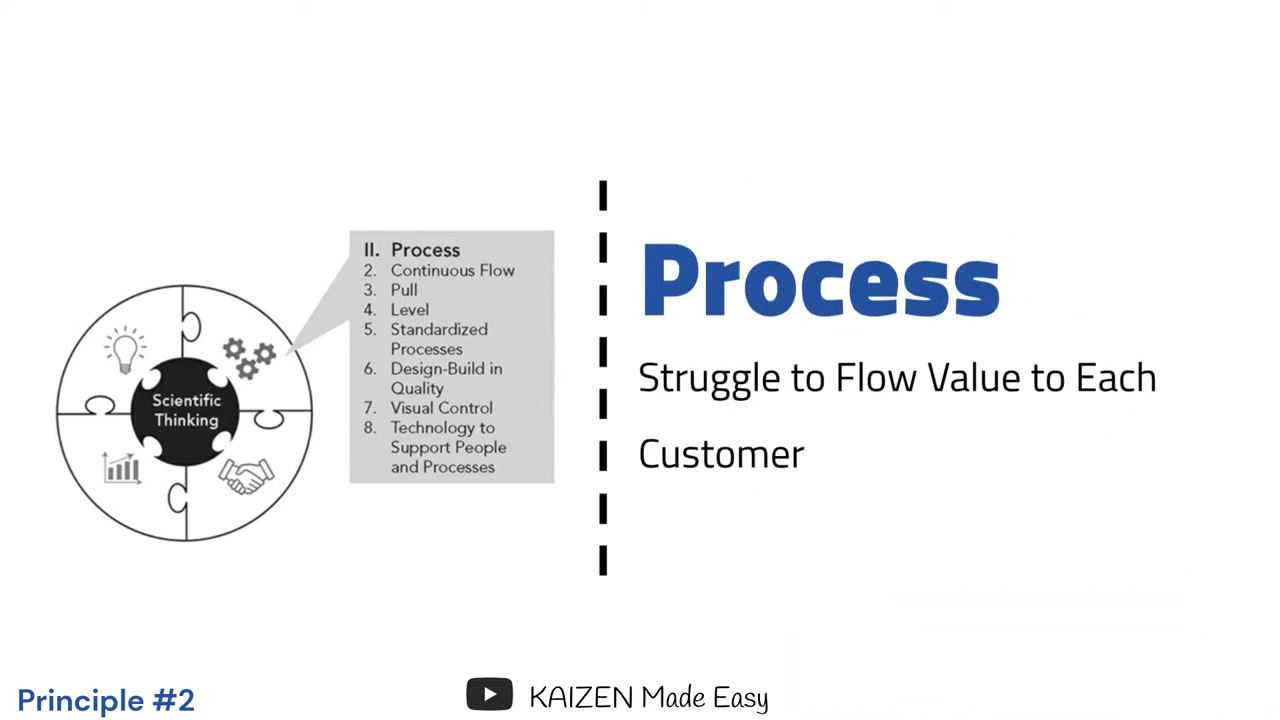 II. Process
2. Continuous Flow
3. Pull
4. Level
5. Standardized
Processes
6. Design-Build in
Quality
7. Visual Control
8. Technology to
Support People
and Processes
Scientific
Thinking
Process
Struggle to Flow Value to Each
Customer
Principle #2
KAIZEN Made Easy